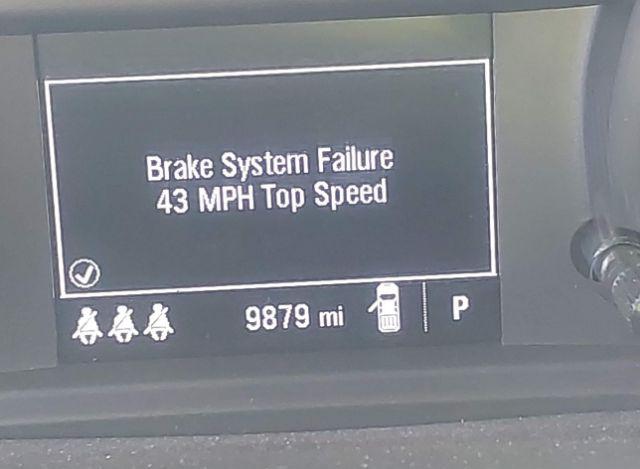 Brake System Failure
43 MPH Top Speed
9879 mi
P